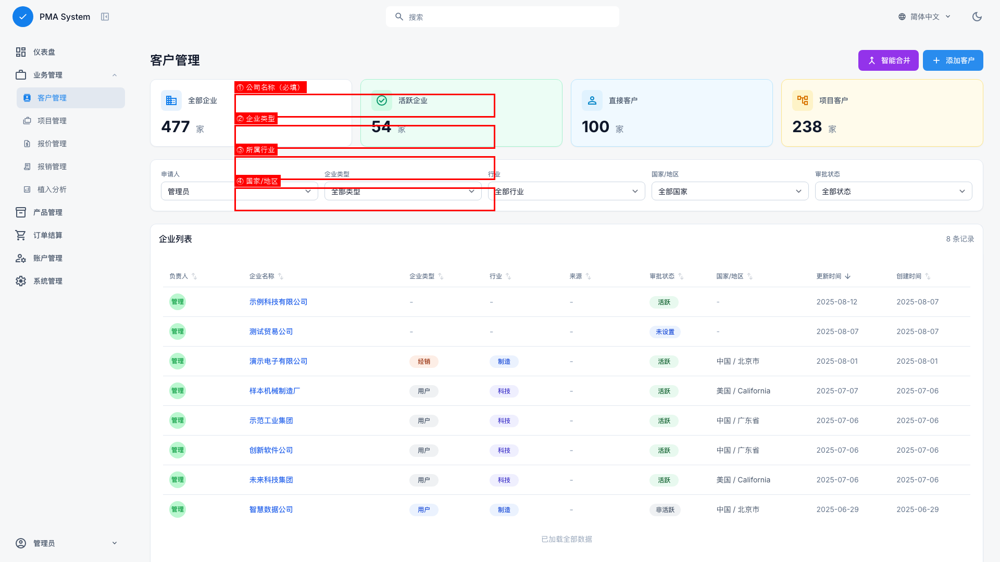 PMA System
搜索
简体中文
仪表盘
业务管理
客户管理
项目管理
报价管理
报销管理
植入分析
产品管理
订单结算
账户管理
系统管理
管理员
客户管理
智能合并
添加客户
全部企业
477 家
活跃企业
54 家
直接客户
100 家
项目客户
238 家
① 公司名称（必填）
② 企业类型
③ 所属行业
④ 国家/地区
申请人 企业类型 行业 国家/地区 审批状态
管理员 全部类型 全部行业 全部国家 全部状态
企业列表 8 条记录
负责人 企业名称 企业类型 行业 来源 审批状态 国家/地区 更新时间 创建时间
管理 示例科技有限公司 - - - 活跃 - 2025-08-12 2025-08-07
管理 测试贸易公司 - - - 未设置 - 2025-08-07 2025-08-07
管理 演示电子有限公司 经销 制造 - 活跃 中国 / 北京市 2025-08-01 2025-08-01
管理 样本机械制造厂 用户 科技 - 活跃 美国 / California 2025-07-07 2025-07-06
管理 示范工业集团 用户 科技 - 活跃 中国 / 广东省 2025-07-06 2025-07-06
管理 创新软件公司 用户 科技 - 活跃 中国 / 广东省 2025-07-06 2025-07-06
管理 未来科技集团 用户 科技 - 活跃 美国 / California 2025-07-06 2025-07-06
管理 智慧数据公司 用户 制造 - 非活跃 中国 / 北京市 2025-06-29 2025-06-29
已加载全部数据